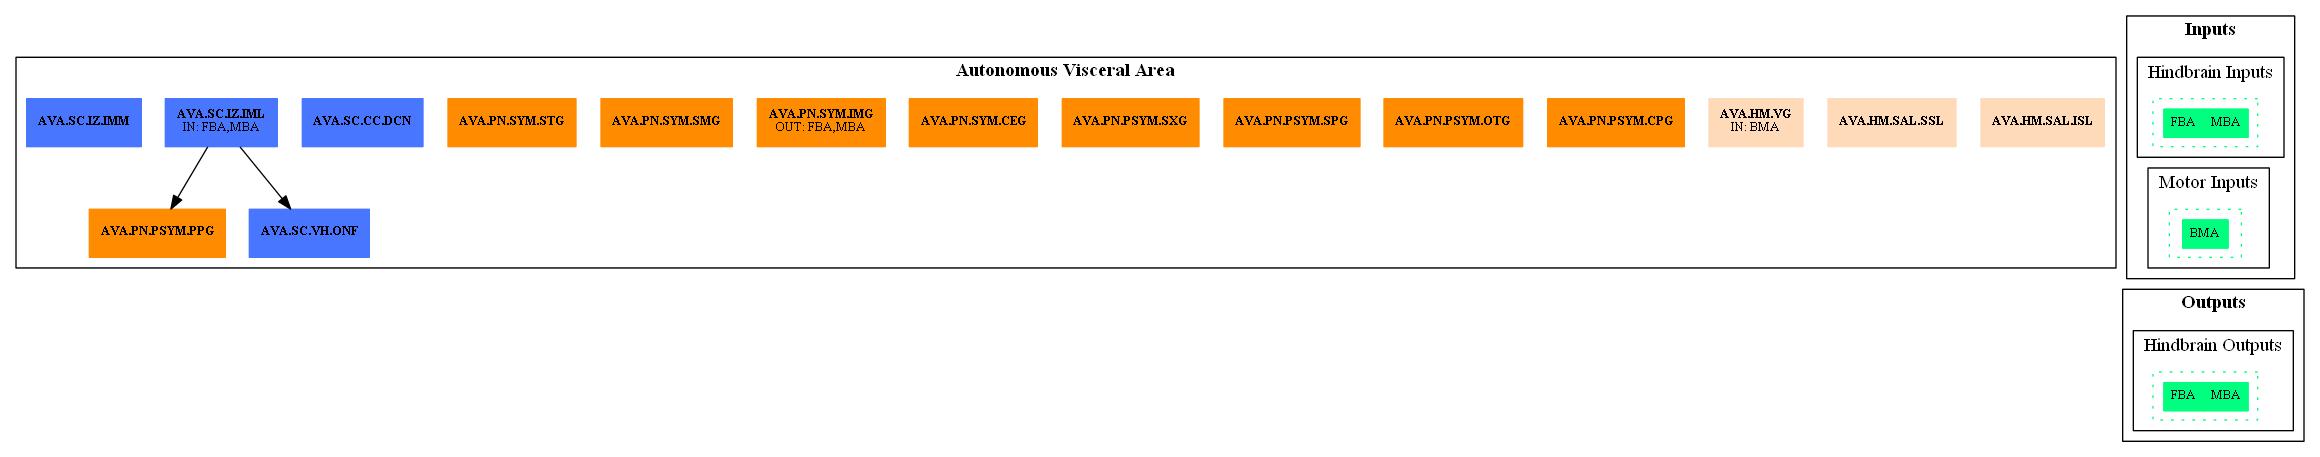 Inputs
Autonomous Visceral Area
Hindbrain Inputs
AVA.SC.IZ.IMM
AVA.SC.IZ.IML
IN: FBA,MBA
AVA.SC.CC.DCN
AVA.PN.SYM.STG
AVA.PN.SYM.SMG
AVA.PN.SYM.IMG
OUT: FBA,MBA
AVA.PN.SYM.CEG
AVA.PN.PSYM.SXG
AVA.PN.PSYM.SPG
AVA.PN.PSYM.OTG
AVA.PN.PSYM.CPG
AVA.HM.VG
IN: BMA
AVA.HM.SAL.SSL
AVA.HM.SAL.ISL
FBA MBA
Motor Inputs
AVA.PN.PSYM.PPG
AVA.SC.VH.ONF
BMA
Outputs
Hindbrain Outputs
FBA MBA